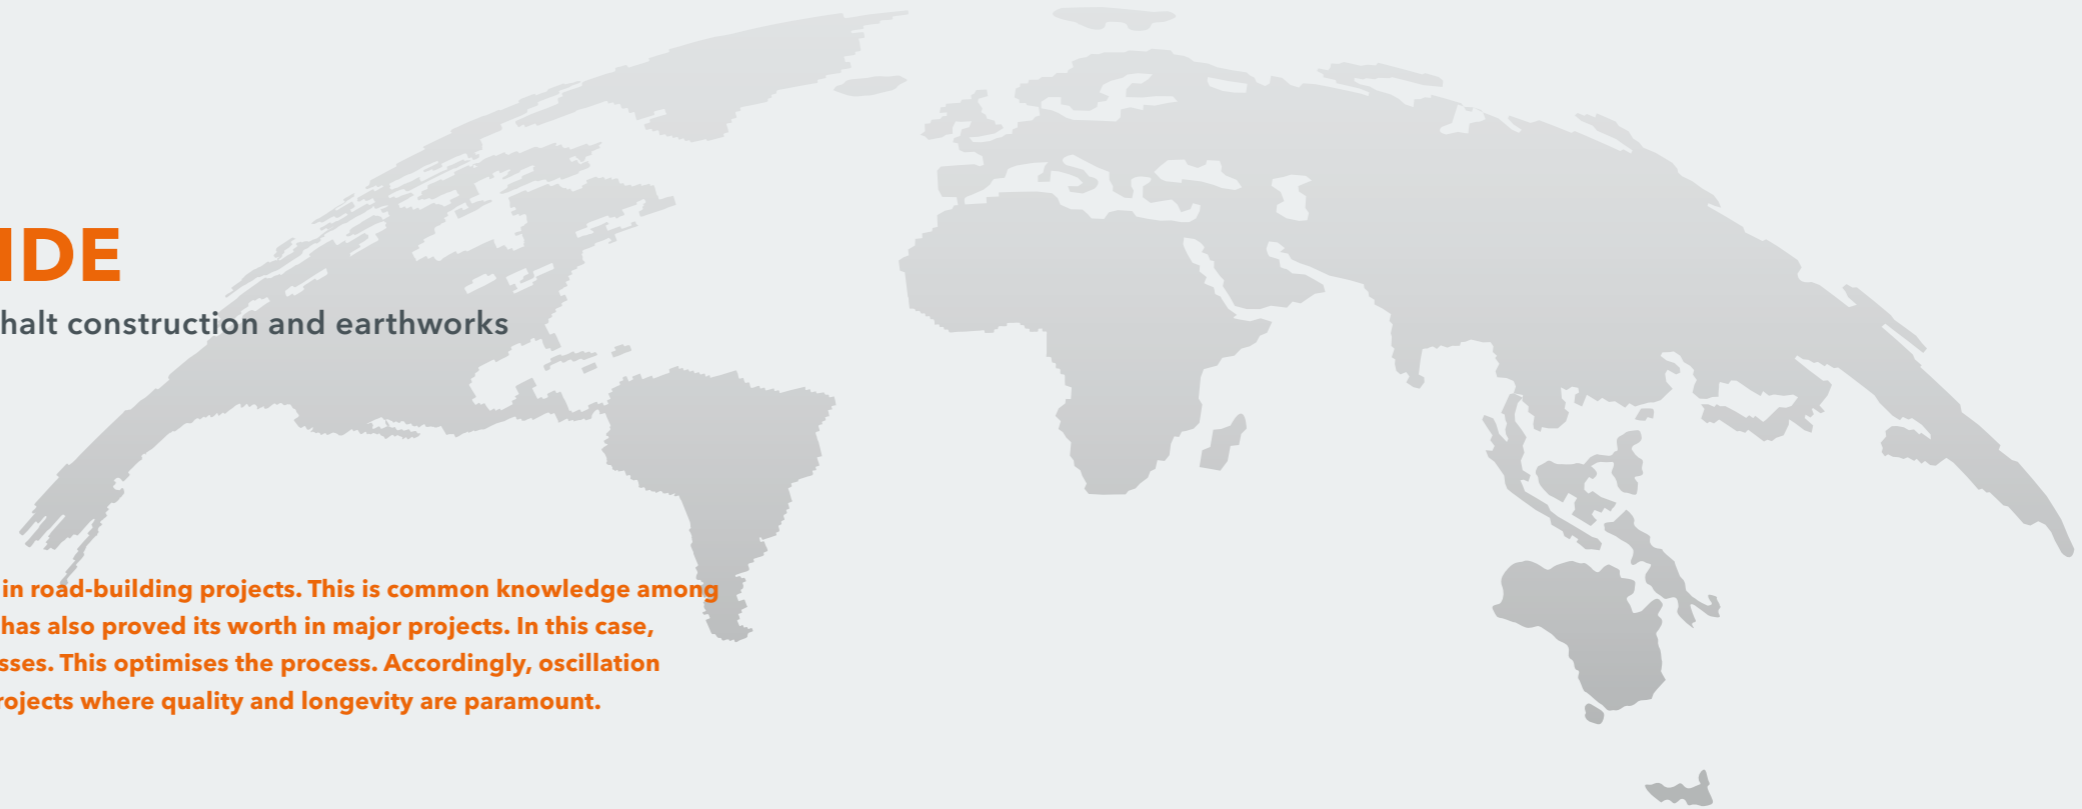 IDE
halt construction and earthworks
in road-building projects. This is common knowledge among
has also proved its worth in major projects. In this case,
sses. This optimises the process. Accordingly, oscillation
rojects where quality and longevity are paramount.